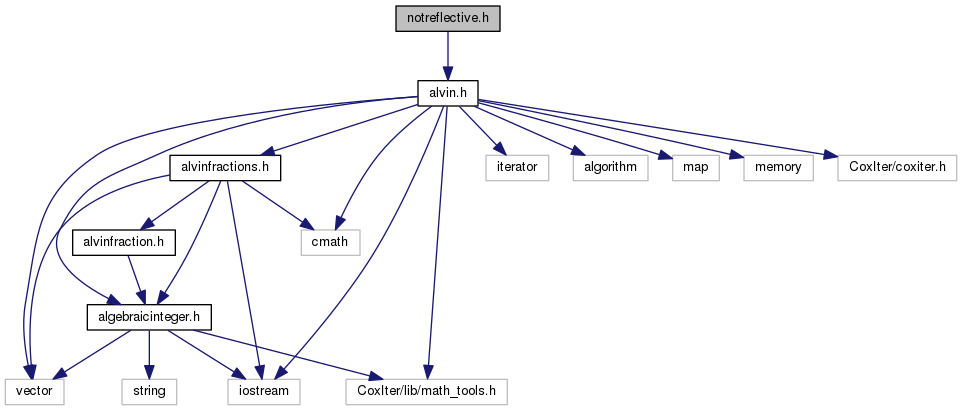 notreflective.h
alvin.h
alvinfractions.h
iterator
algorithm
map
memory
CoxIter/coxiter.h
alvinfraction.h
cmath
algebraicinteger.h
vector
string
iostream
CoxIter/lib/math_tools.h